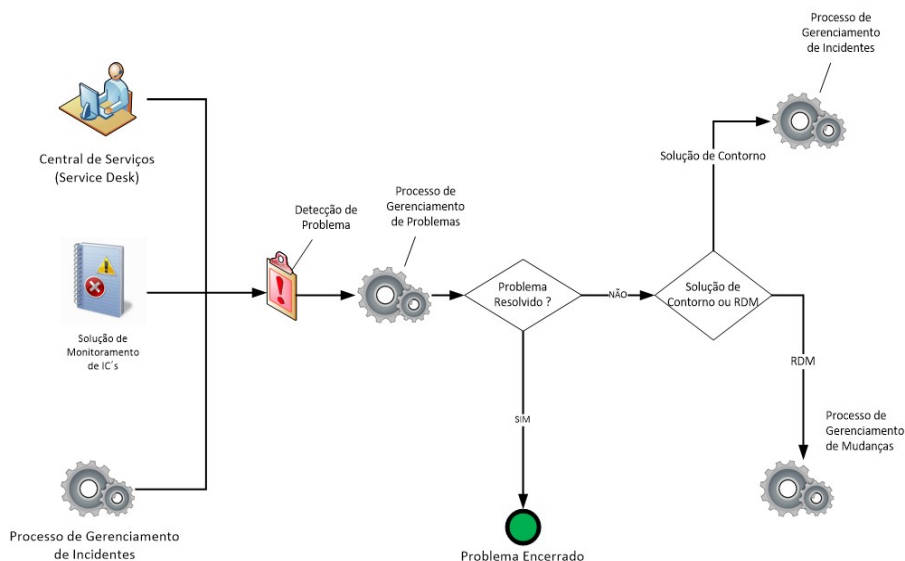 Processo de
Gerenciamento
de Incidentes
Central de Serviços
(Service Desk)
Solução de Contorno
Detecção de
Problema
Processo de
Gerenciamento
de Problemas
Problema
Resolvido ?
NÃO
Solução de
Contorno ou RDM
Solução de
Monitoramento
de IC´s
RDM
SIM
Processo de
Gerenciamento
de Mudanças
Processo de Gerenciamento
de Incidentes
Problema Encerrado